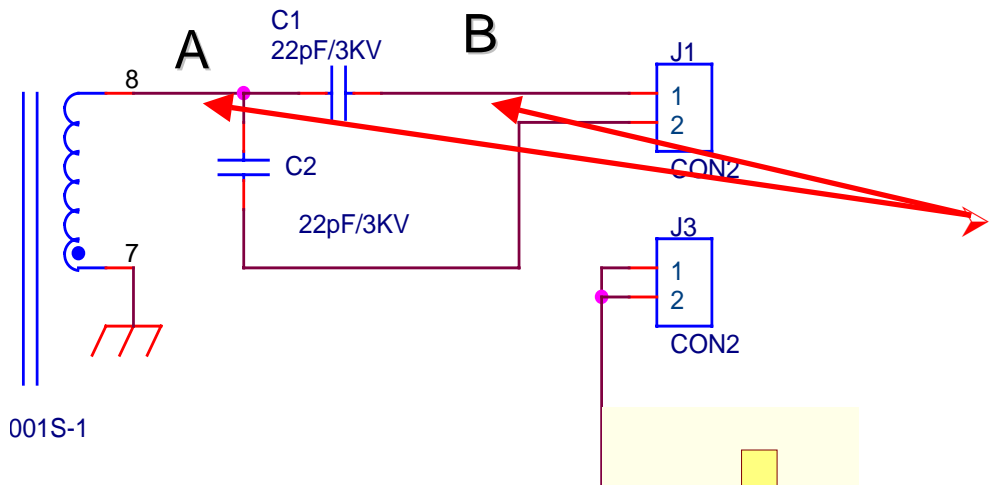 C1
22pF/3KV
A
B
J1
8
1
2
CON2
C2
22pF/3KV
7
J3
1
2
CON2
001S-1